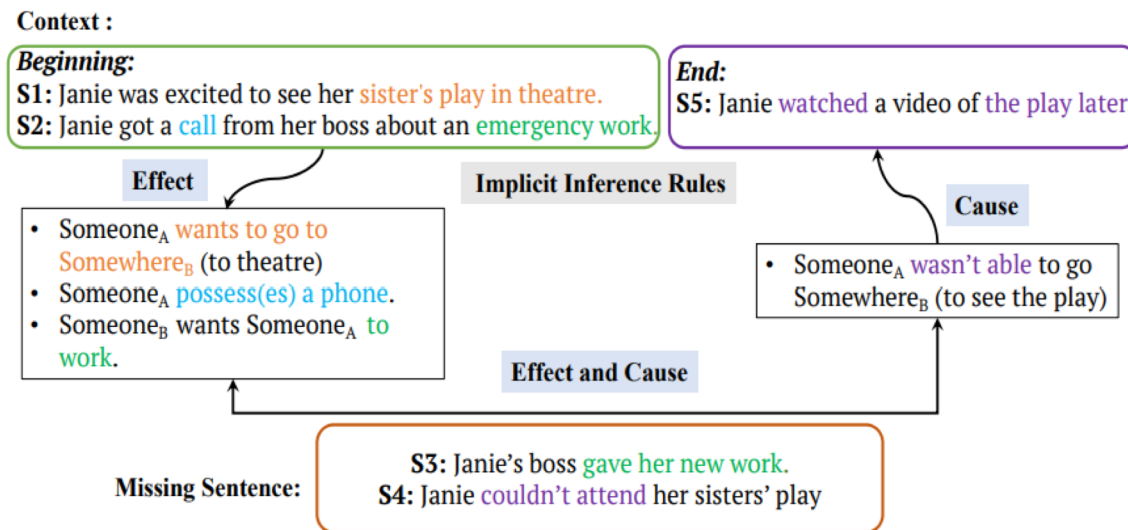 Context :
Beginning:
S1: Janie was excited to see her sister's play in theatre.
S2: Janie got a call from her boss about an emergency work.
End:
S5: Janie watched a video of the play later
Effect
Implicit Inference Rules
Cause
• SomeoneA wants to go to
SomewhereB (to theatre)
• SomeoneA possess(es) a phone.
• SomeoneB wants SomeoneA to
work.
• SomeoneA wasn't able to go
SomewhereB (to see the play)
Effect and Cause
Missing Sentence:
S3: Janie's boss gave her new work.
S4: Janie couldn't attend her sisters' play